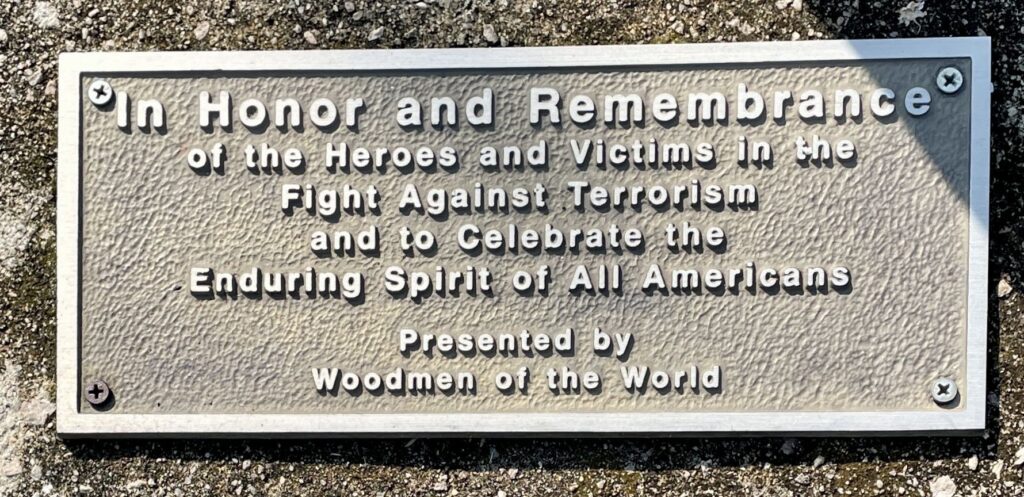 In Honor and Remembrance
of the Heroes and Victims in the
Fight Against Terrorism
and to Celebrate the
Enduring Spirit of All Americans
Presented by
Woodmen of the World